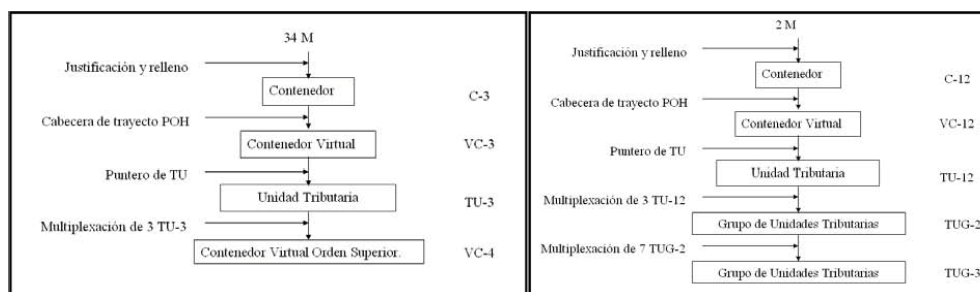 34 M
Justificación y relleno
Contenedor
C-3
Cabecera de trayecto POH
Contenedor Virtual
VC-3
Puntero de TU
Unidad Tributaria
TU-3
Multiplexación de 3 TU-3
Contenedor Virtual Orden Superior.
VC-4
2 M
Justificación y relleno
Contenedor
C-12
Cabecera de trayecto POH
Contenedor Virtual
VC-12
Puntero de TU
Unidad Tributaria
TU-12
Multiplexación de 3 TU-12
Grupo de Unidades Tributarias
TUG-2
Multiplexación de 7 TUG-2
Grupo de Unidades Tributarias
TUG-3